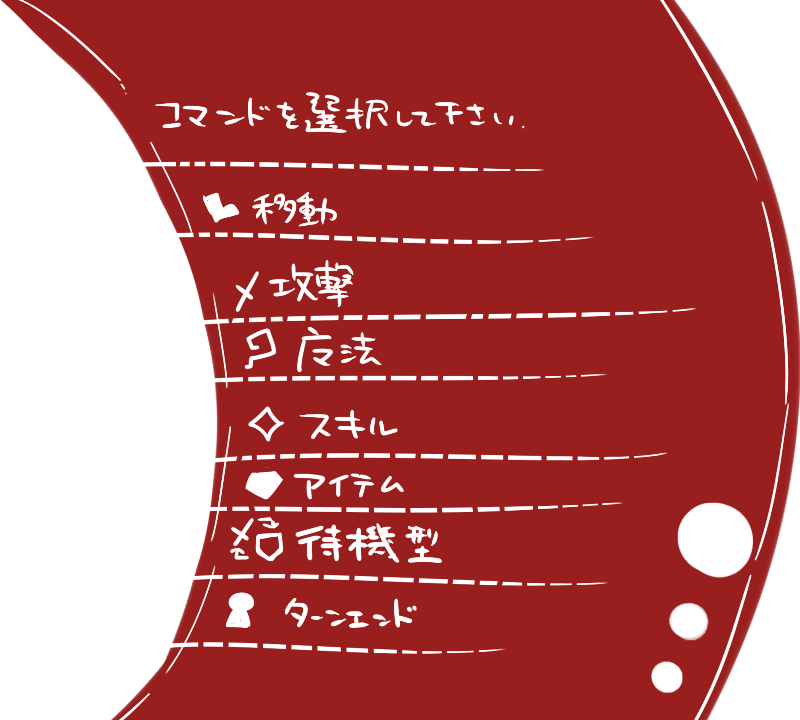 コマンドを選択して下さい.
移動
攻撃
魔法
スキル
アイテム
待機型
ターンエンド